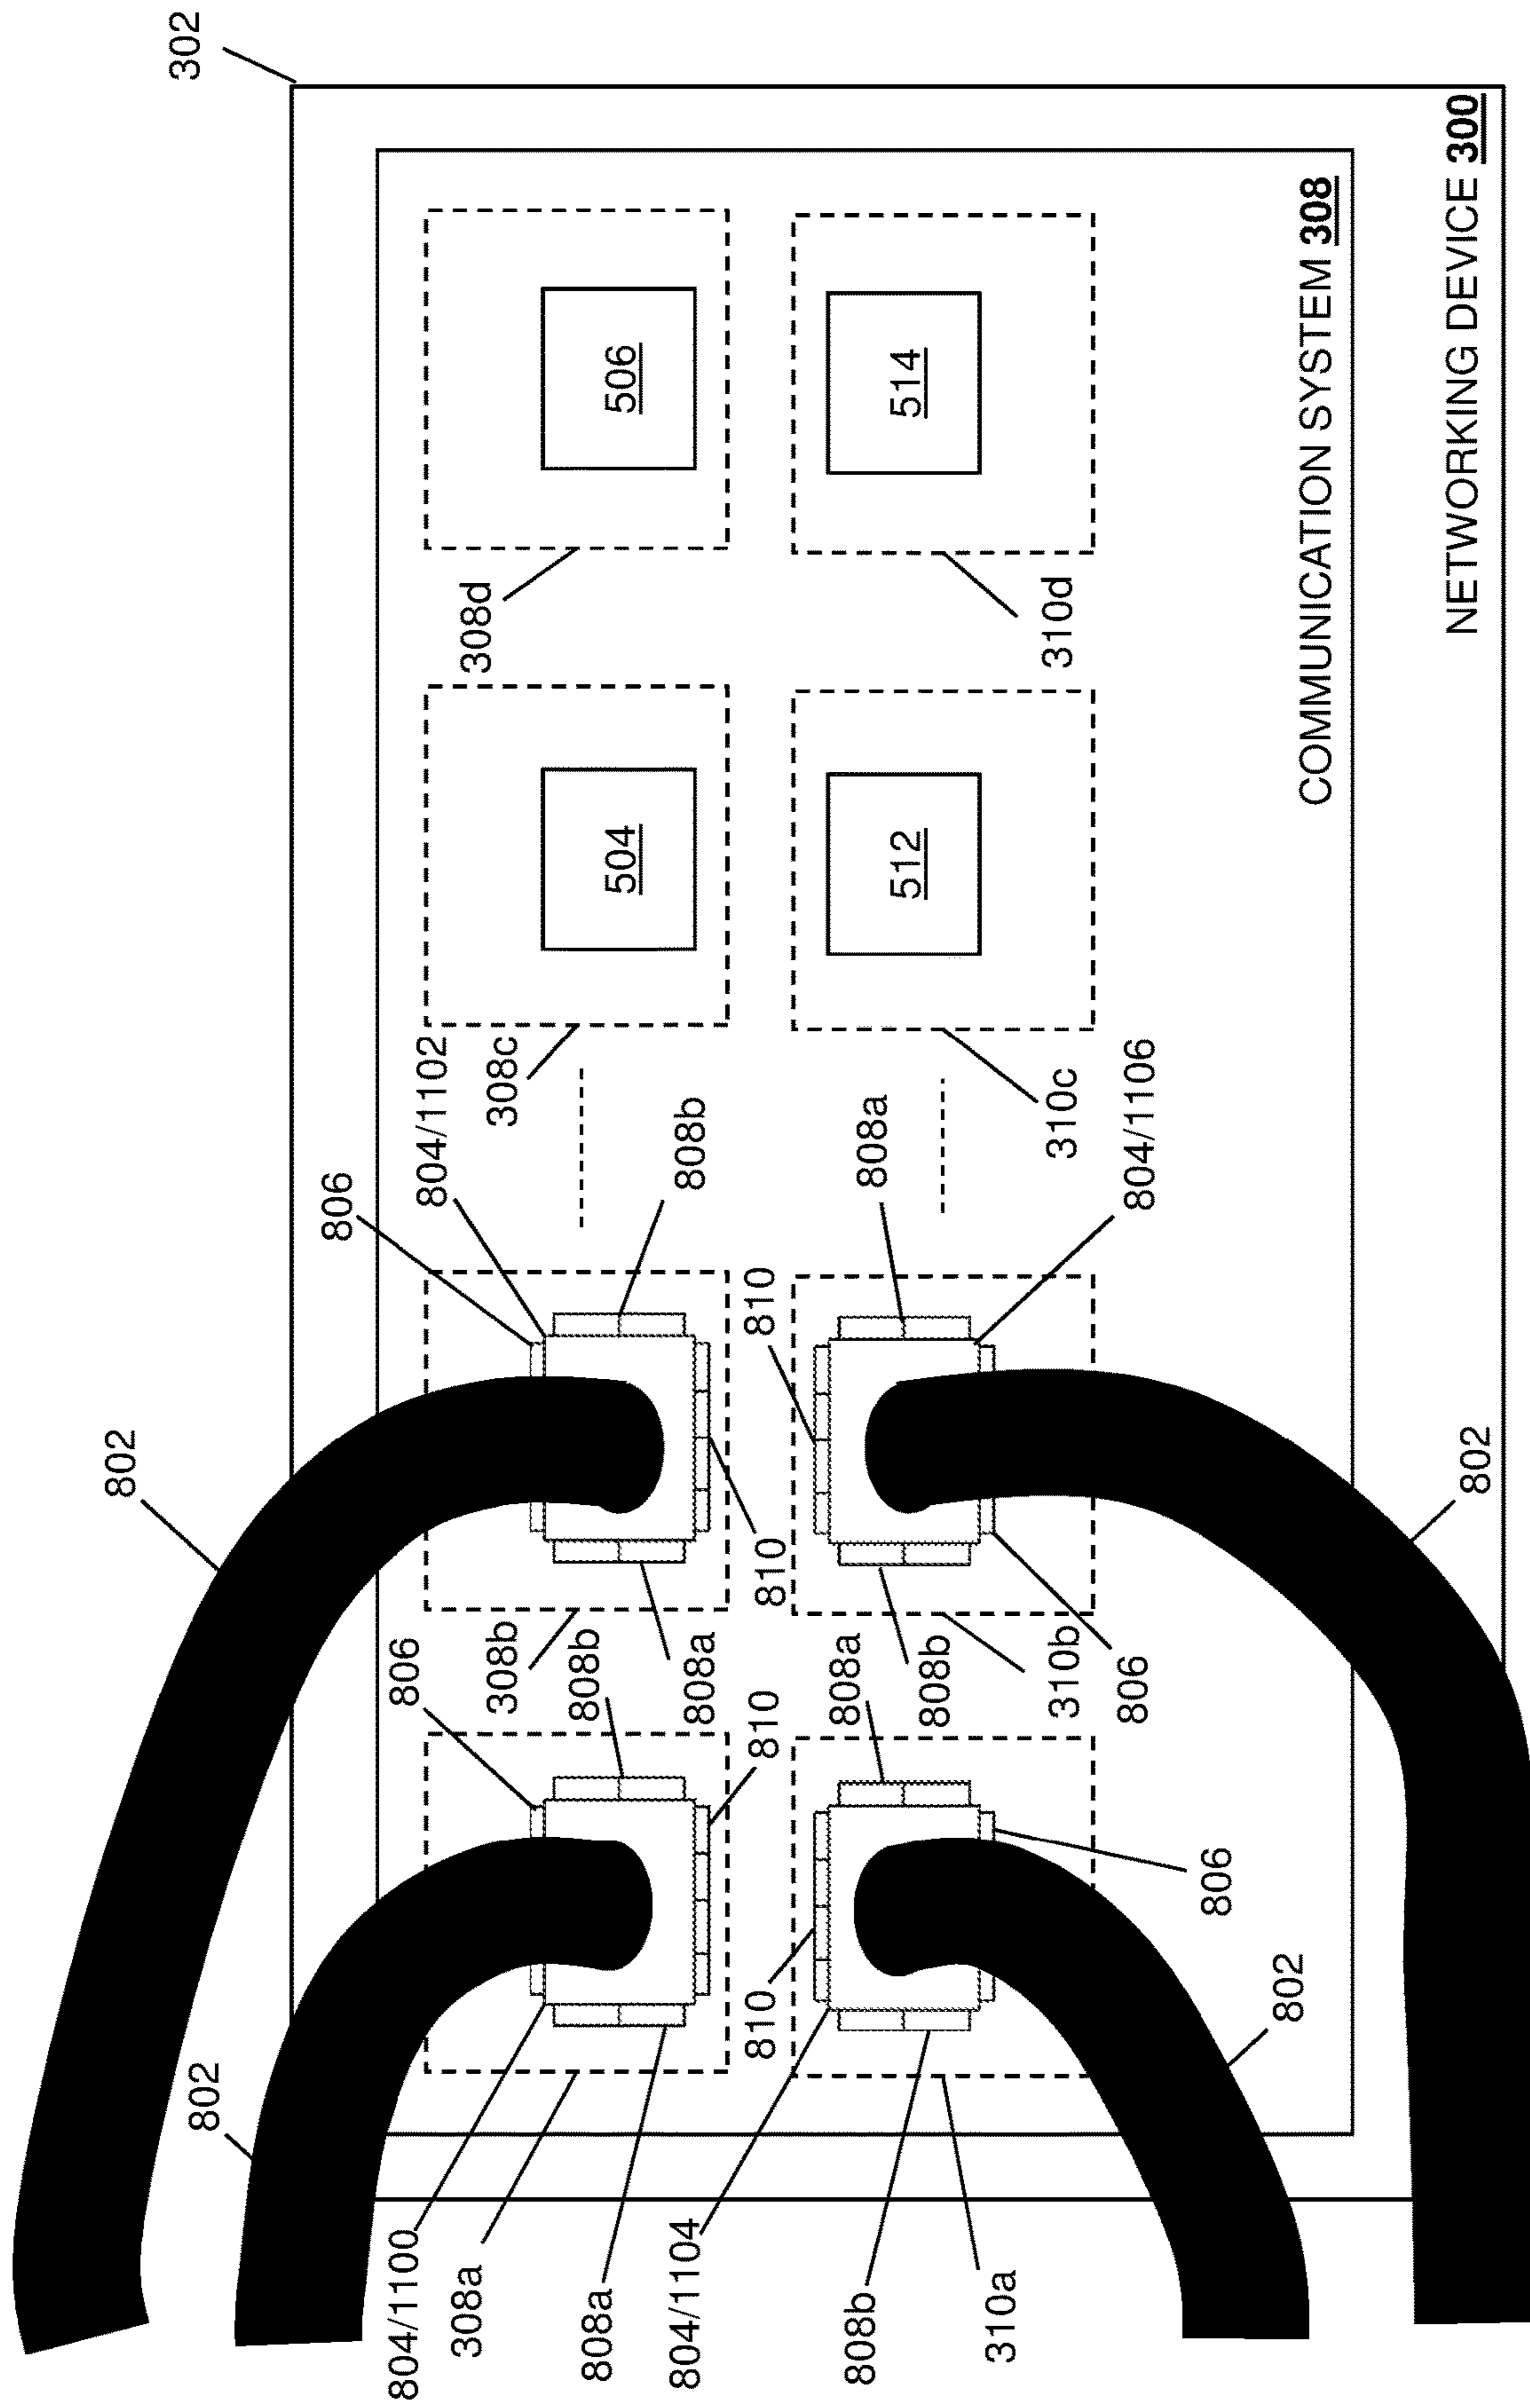 302
802
802
806
804/1100
806
804/1102
308a
308d
308b
308c
808a
808b
504
506
804/1104
808a
808b
810
810
810
810
808b
808a
808a
512
514
808b
310a
310b
310c
310d
806
804/1106
806
802
COMMUNICATION SYSTEM 308
802
NETWORKING DEVICE 300